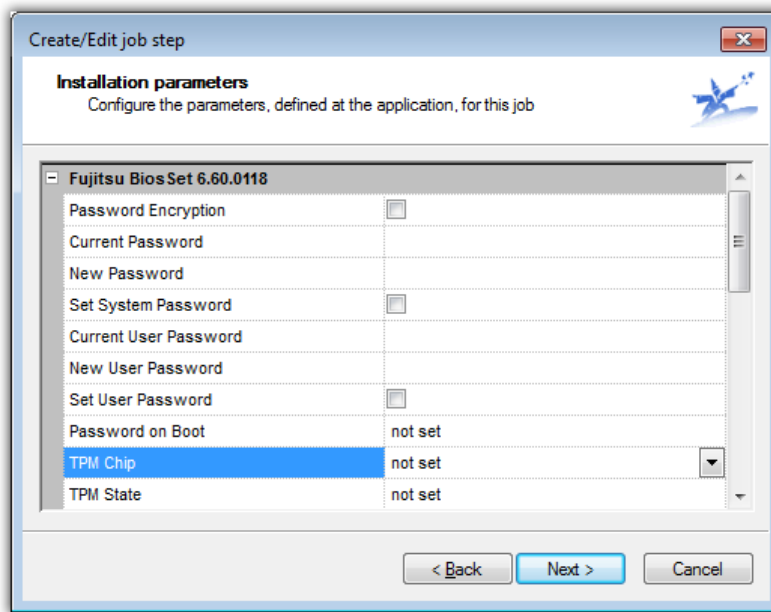 Create/Edit job step
Installation parameters
Configure the parameters, defined at the application, for this job
Fujitsu BiosSet 6.60.0118
Password Encryption
Current Password
New Password
Set System Password
Current User Password
New User Password
Set User Password
Password on Boot not set
TPM Chip not set
TPM State not set
< Back Next > Cancel